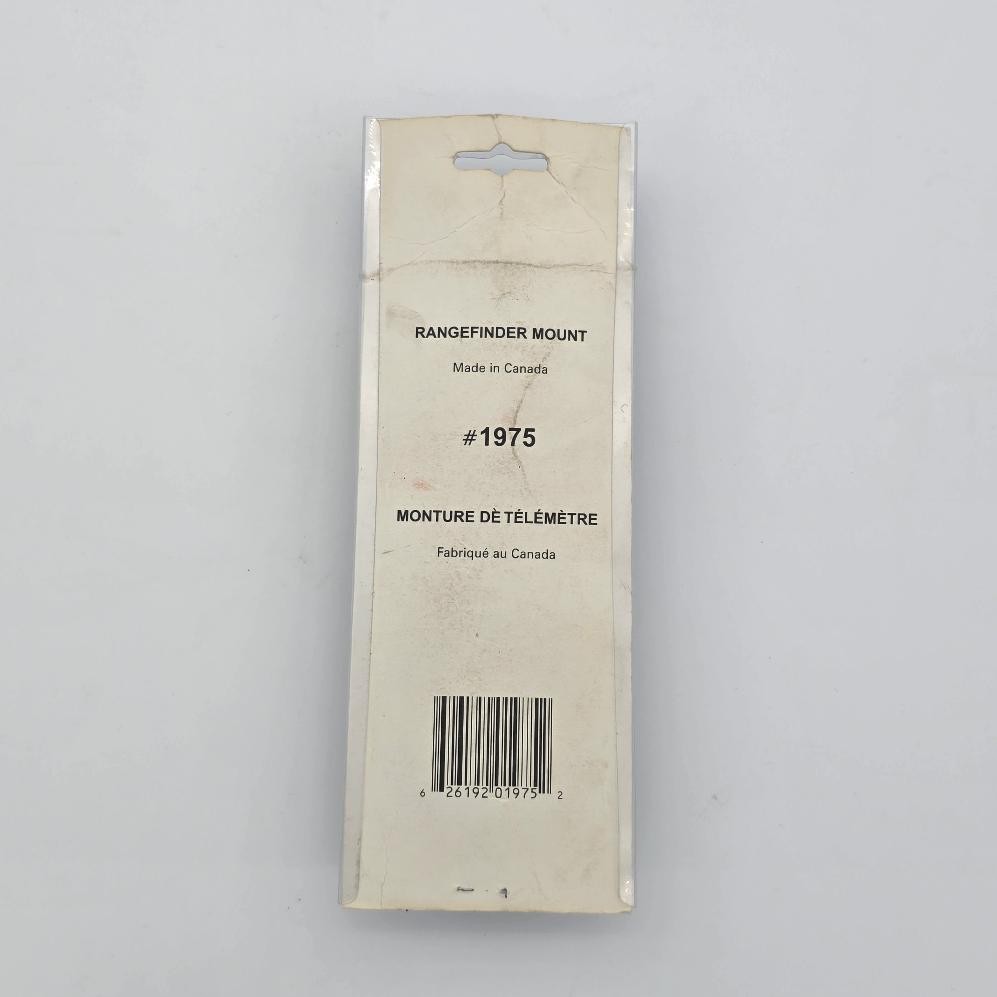 RANGEFINDER MOUNT
Made in Canada
#1975
MONTURE DÈ TÉLÉMÈTRE
Fabriqué au Canada
6 26192 01975 2